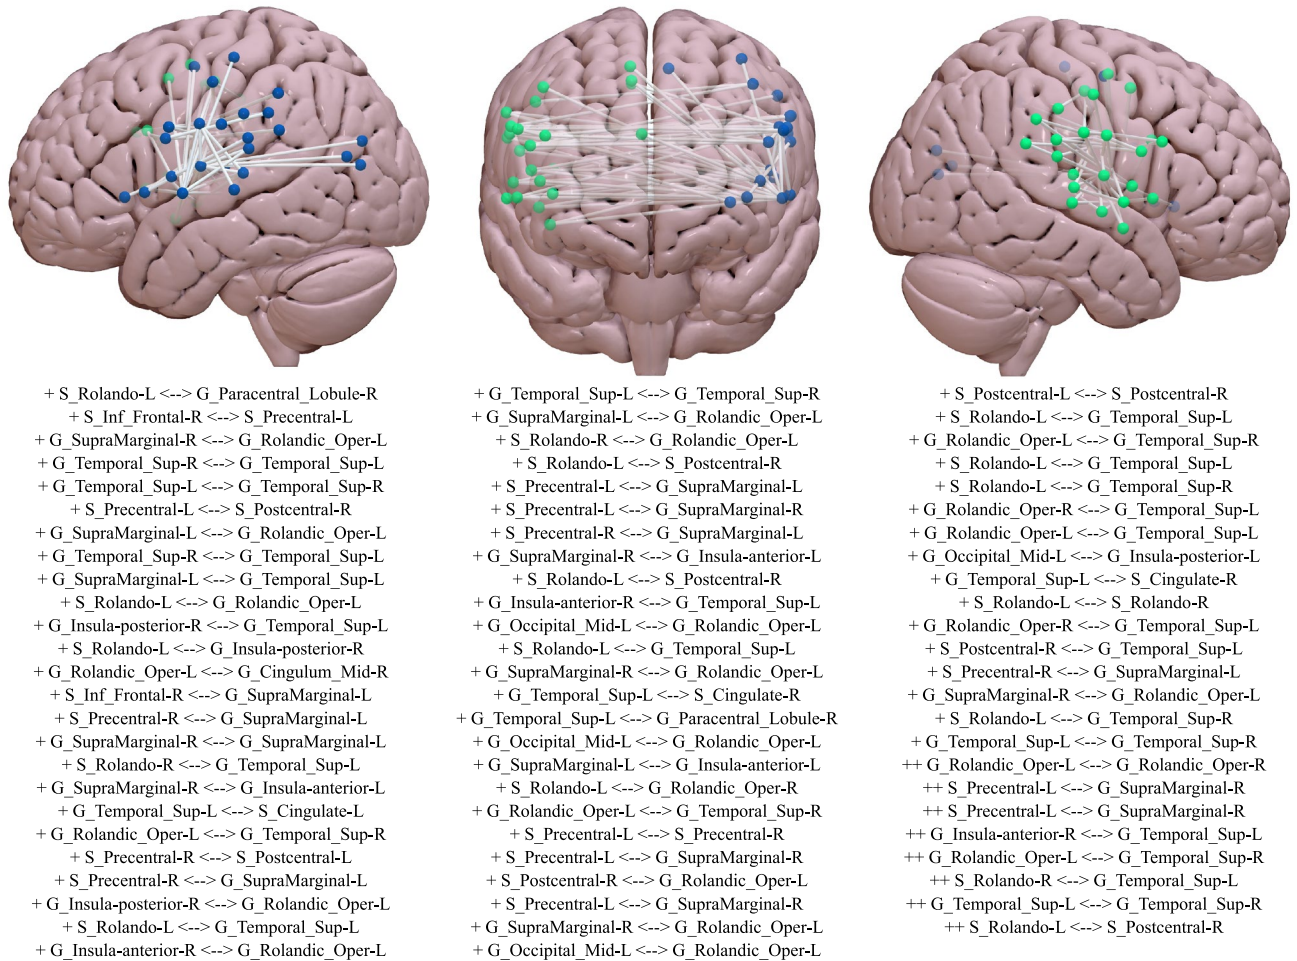 + S_Rolando-L <--> G_Paracentral_Lobule-R
+ S_Inf_Frontal-R <--> S_Precentral-L
+ G_SupraMarginal-R <--> G_Rolandic_Oper-L
+ G_Temporal_Sup-R <--> G_Temporal_Sup-L
+ G_Temporal_Sup-L <--> G_Temporal_Sup-R
+ S_Precentral-L <--> S_Postcentral-R
+ G_SupraMarginal-L <--> G_Rolandic_Oper-L
+ G_Temporal_Sup-R <--> G_Temporal_Sup-L
+ G_SupraMarginal-L <--> G_Temporal_Sup-L
+ S_Rolando-L <--> G_Rolandic_Oper-L
+ G_Insula-posterior-R <--> G_Temporal_Sup-L
+ S_Rolando-L <--> G_Insula-posterior-R
+ G_Rolandic_Oper-L <--> G_Cingulum_Mid-R
+ S_Inf_Frontal-R <--> G_SupraMarginal-L
+ S_Precentral-R <--> G_SupraMarginal-L
+ G_SupraMarginal-R <--> G_SupraMarginal-L
+ S_Rolando-R <--> G_Temporal_Sup-L
+ G_SupraMarginal-R <--> G_Insula-anterior-L
+ G_Temporal_Sup-L <--> S_Cingulate-L
+ G_Rolandic_Oper-L <--> G_Temporal_Sup-R
+ S_Precentral-R <--> S_Postcentral-L
+ S_Precentral-R <--> G_SupraMarginal-L
+ G_Insula-posterior-R <--> G_Rolandic_Oper-L
+ S_Rolando-L <--> G_Temporal_Sup-L
+ G_Insula-anterior-R <--> G_Rolandic_Oper-L
+ G_Temporal_Sup-L <--> G_Temporal_Sup-R
+ G_SupraMarginal-L <--> G_Rolandic_Oper-L
+ S_Rolando-R <--> G_Rolandic_Oper-L
+ S_Rolando-L <--> S_Postcentral-R
+ S_Precentral-L <--> G_SupraMarginal-L
+ S_Precentral-L <--> G_SupraMarginal-R
+ S_Precentral-R <--> G_SupraMarginal-L
+ G_SupraMarginal-R <--> G_Insula-anterior-L
+ S_Rolando-L <--> S_Postcentral-R
+ G_Insula-anterior-R <--> G_Temporal_Sup-L
+ G_Occipital_Mid-L <--> G_Rolandic_Oper-L
+ S_Rolando-L <--> G_Temporal_Sup-L
+ G_SupraMarginal-R <--> G_Rolandic_Oper-L
+ G_Temporal_Sup-L <--> S_Cingulate-R
+ G_Temporal_Sup-L <--> G_Paracentral_Lobule-R
+ G_Occipital_Mid-L <--> G_Rolandic_Oper-L
+ G_SupraMarginal-L <--> G_Insula-anterior-L
+ S_Rolando-L <--> G_Rolandic_Oper-R
+ G_Rolandic_Oper-L <--> G_Temporal_Sup-R
+ S_Precentral-L <--> S_Precentral-R
+ S_Precentral-L <--> G_SupraMarginal-R
+ S_Postcentral-R <--> G_Rolandic_Oper-L
+ S_Precentral-L <--> G_SupraMarginal-R
+ G_SupraMarginal-R <--> G_Rolandic_Oper-L
+ G_Occipital_Mid-L <--> G_Rolandic_Oper-L
+ S_Postcentral-L <--> S_Postcentral-R
+ S_Rolando-L <--> G_Temporal_Sup-L
+ G_Rolandic_Oper-L <--> G_Temporal_Sup-R
+ S_Rolando-L <--> G_Temporal_Sup-L
+ S_Rolando-L <--> G_Temporal_Sup-R
+ G_Rolandic_Oper-R <--> G_Temporal_Sup-L
+ G_Rolandic_Oper-L <--> G_Temporal_Sup-L
+ G_Occipital_Mid-L <--> G_Insula-posterior-L
+ G_Temporal_Sup-L <--> S_Cingulate-R
+ S_Rolando-L <--> S_Rolando-R
+ G_Rolandic_Oper-R <--> G_Temporal_Sup-L
+ S_Postcentral-R <--> G_Temporal_Sup-L
+ S_Precentral-R <--> G_SupraMarginal-L
+ G_SupraMarginal-R <--> G_Rolandic_Oper-L
+ S_Rolando-L <--> G_Temporal_Sup-R
+ G_Temporal_Sup-L <--> G_Temporal_Sup-R
++ G_Rolandic_Oper-L <--> G_Rolandic_Oper-R
++ S_Precentral-L <--> G_SupraMarginal-R
++ S_Precentral-L <--> G_SupraMarginal-R
++ G_Insula-anterior-R <--> G_Temporal_Sup-L
++ G_Rolandic_Oper-L <--> G_Temporal_Sup-R
++ S_Rolando-R <--> G_Temporal_Sup-L
++ G_Temporal_Sup-L <--> G_Temporal_Sup-R
++ S_Rolando-L <--> S_Postcentral-R